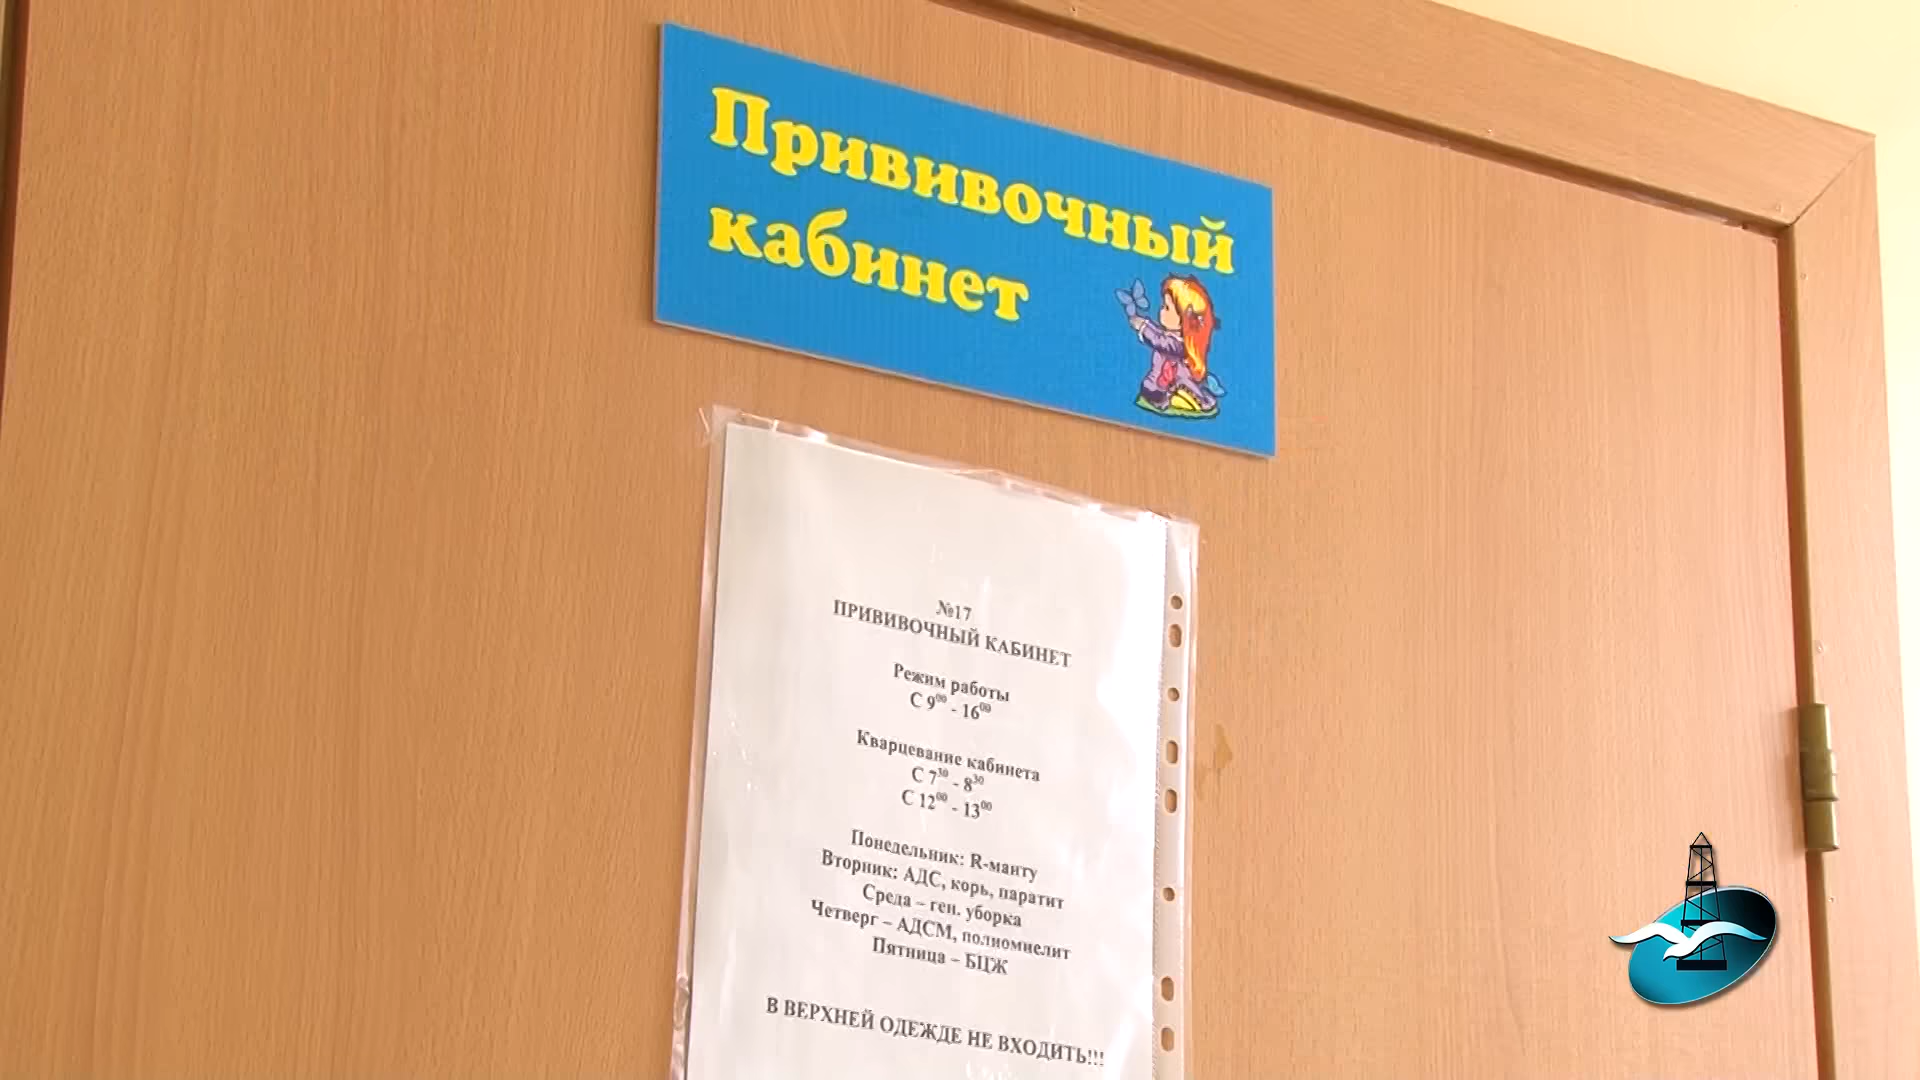 Прививочный
кабинет
№17
ПРИВИВОЧНЫЙ КАБИНЕТ
Режим работы
С 9⁰⁰ - 16⁰⁰
Кварцевание кабинета
С 7³⁰ - 8³⁰
С 12⁰⁰ - 13⁰⁰
Понедельник: R-манту
Вторник: АДС, корь, паратит
Среда – ген. уборка
Четверг – АДСМ, полиомиелит
Пятница – БЦЖ
В ВЕРХНЕЙ ОДЕЖДЕ НЕ ВХОДИТЬ!!!